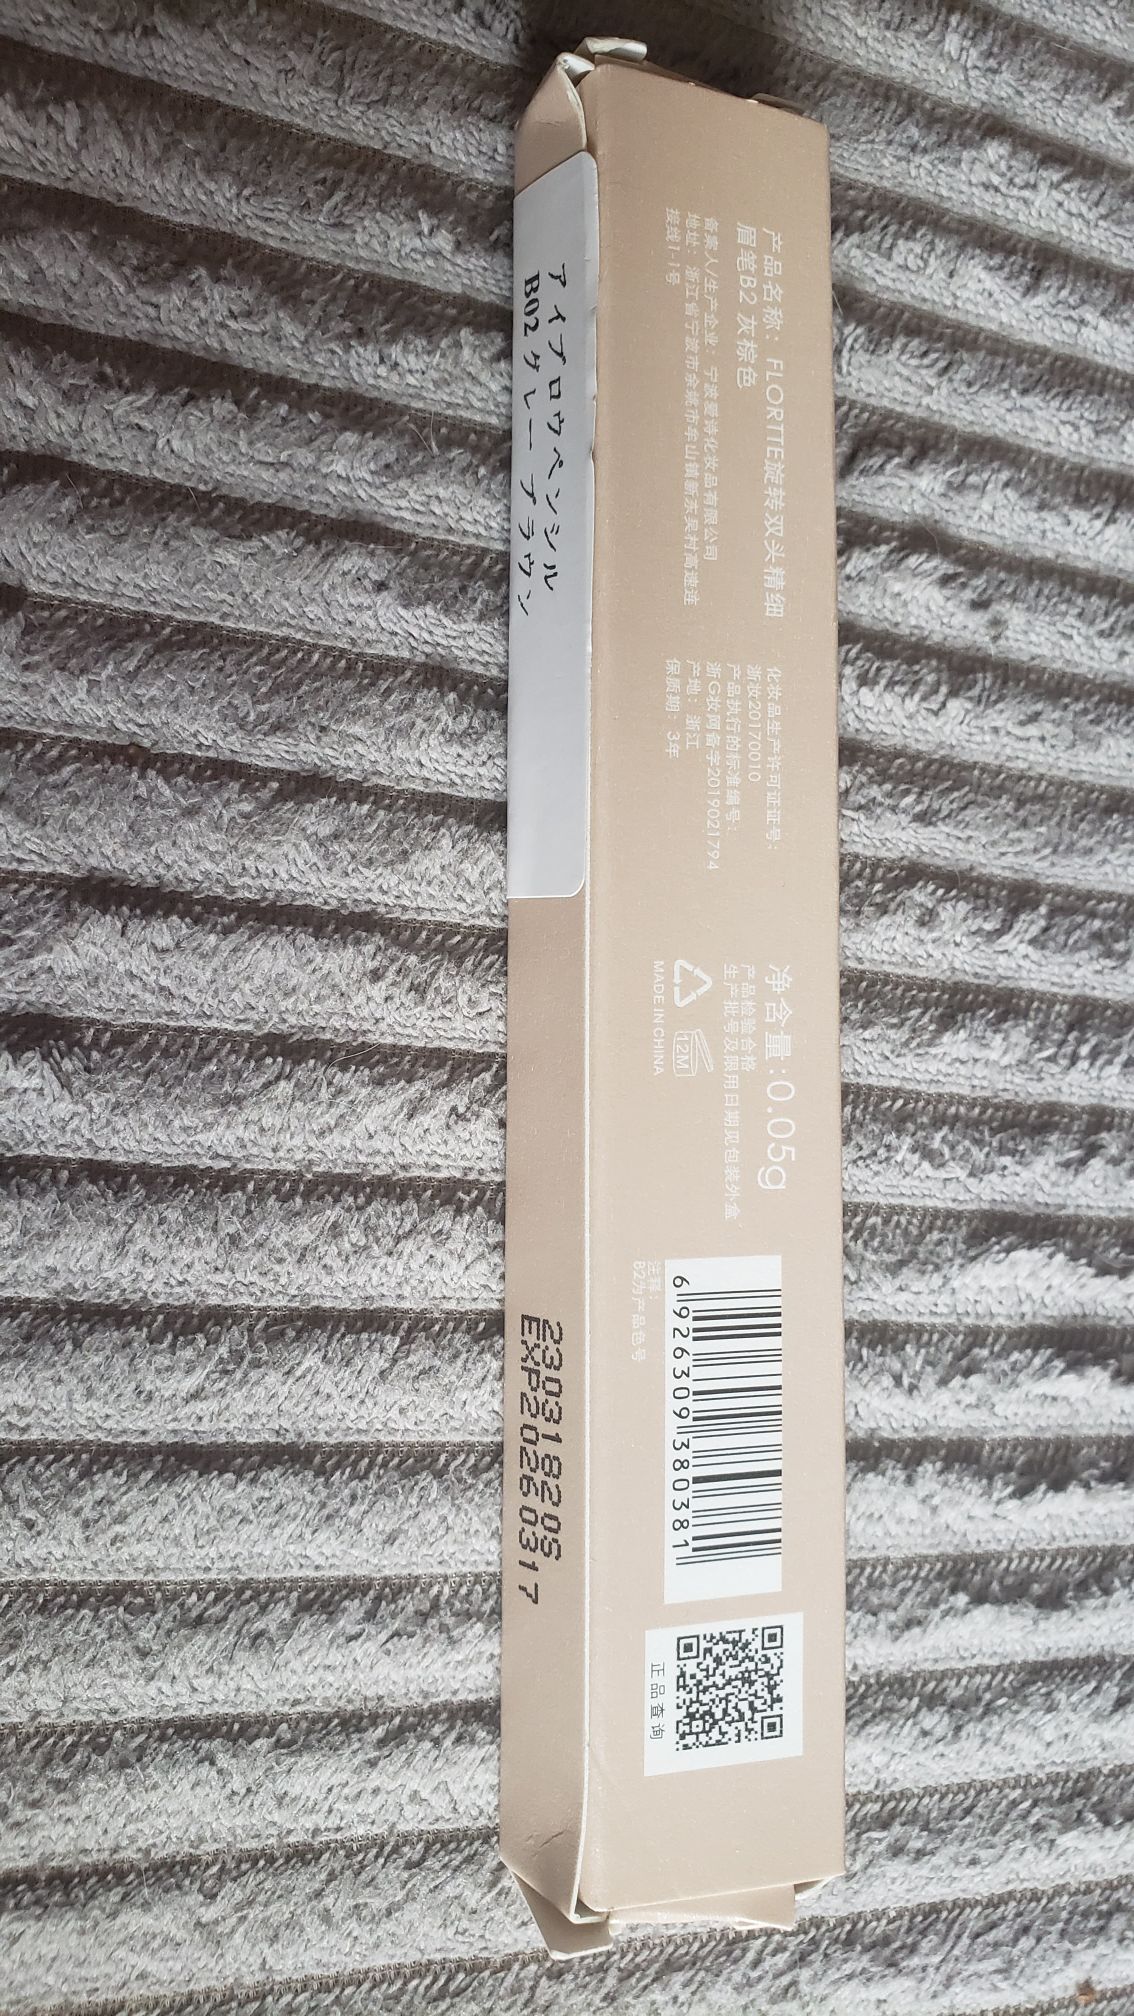 产品名称：FLORTTE旋转双头精细
眉笔B2 灰棕色
备案人/生产企业：宁波爱诗化妆品有限公司
地址：浙江省宁波市余姚市牟山镇新东吴村高速连
接线1-1号
化妆品生产许可证证号：
浙妆20170010
产品执行的标准编号：
浙G妆网备字2019021794
产地：浙江
保质期：3年
净含量:0.05g
产品检验合格
生产批号及限用日期见包装外盒
12M
MADE IN CHINA
6 926309 380381
注释：
B2为产品色号
正品查询
アイブロウペンシル
B02 グレーブラウン
23031820S
EXP20260317